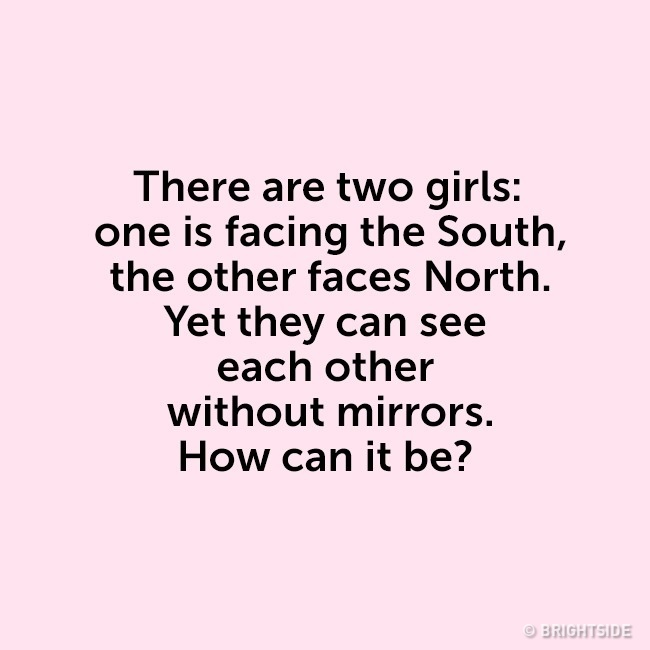 There are two girls:
one is facing the South,
the other faces North.
Yet they can see
each other
without mirrors.
How can it be?
© BRIGHTSIDE